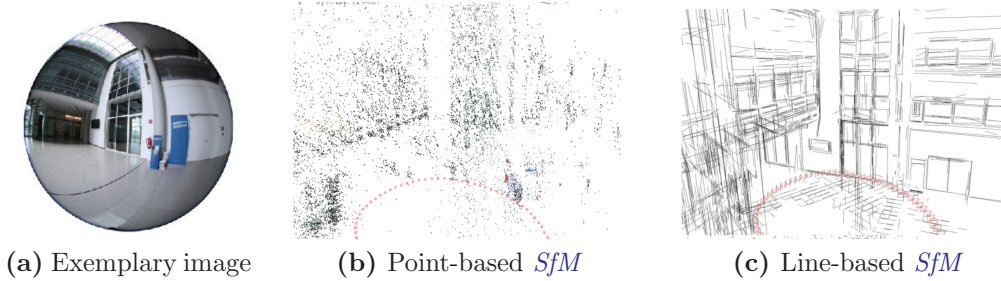 (a) Exemplary image
(b) Point-based SfM
(c) Line-based SfM